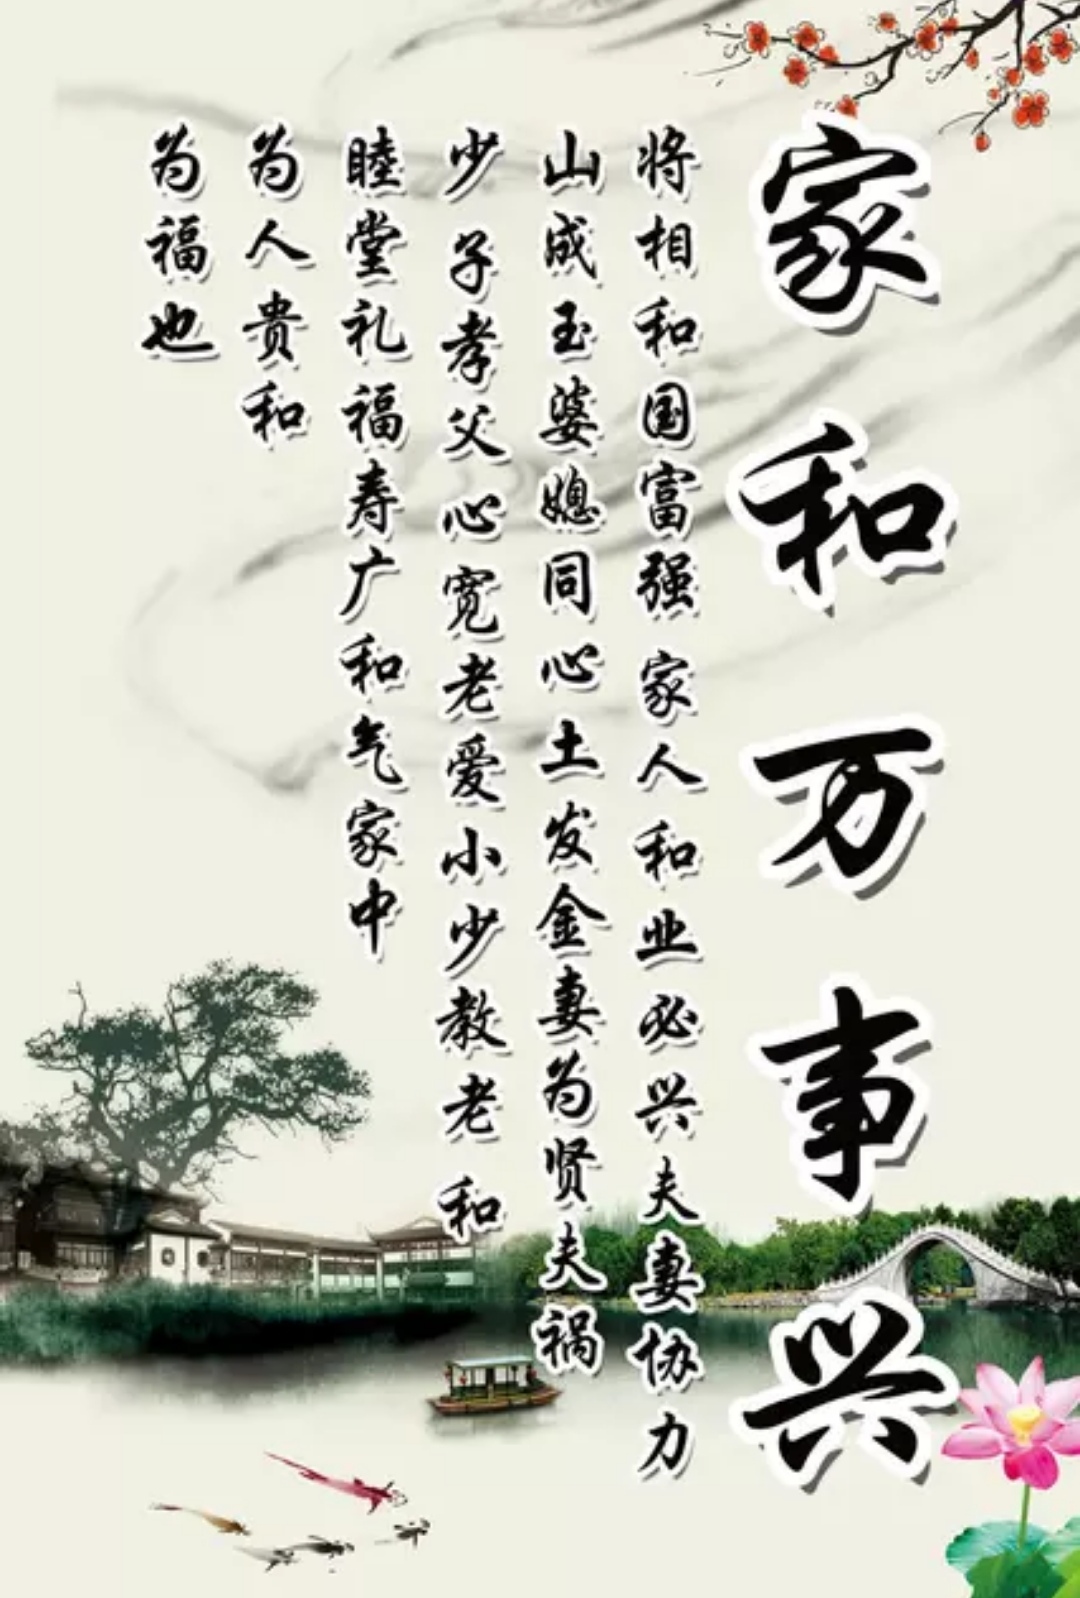 家和万事兴
将相和国富强家人和业必兴夫妻协力
山成玉婆媳同心土发金妻为贤夫祸
少子孝父心宽老爱小少教老和
睦堂礼福寿广和气家中
为人贵和
为福也